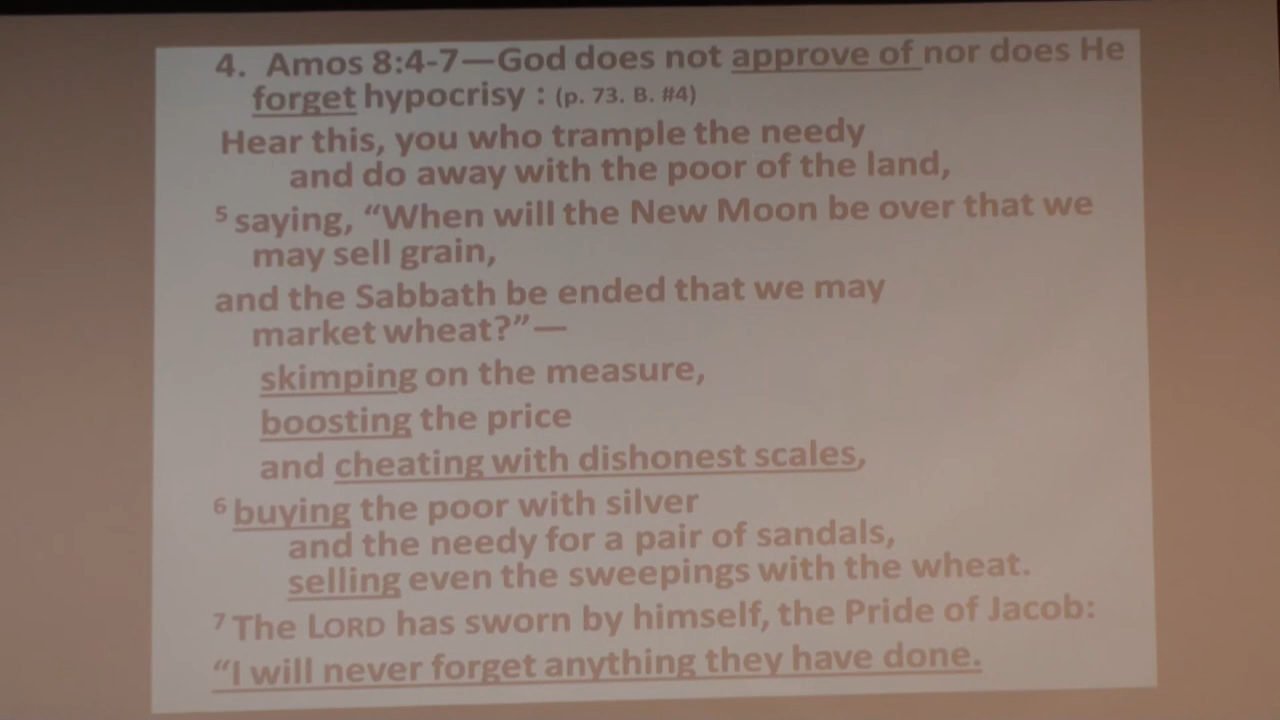 4. Amos 8:4-7—God does not approve of nor does He
forget hypocrisy : (p. 73. B. #4)
Hear this, you who trample the needy
and do away with the poor of the land,
5 saying, “When will the New Moon be over that we
may sell grain,
and the Sabbath be ended that we may
market wheat?”—
skimping on the measure,
boosting the price
and cheating with dishonest scales,
6 buying the poor with silver
and the needy for a pair of sandals,
selling even the sweepings with the wheat.
7 The LORD has sworn by himself, the Pride of Jacob:
“I will never forget anything they have done.